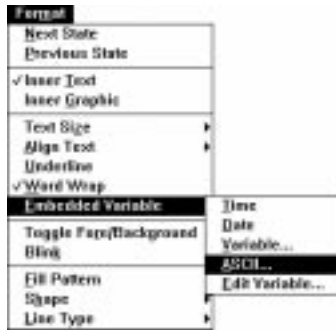 Format
Next State
Previous State
√ Inner Text
Inner Graphic
Text Size
Align Text
Underline
√ Word Wrap
Embedded Variable
Toggle Fore/Background
Blink
Fill Pattern
Shape
Line Type
Time
Date
Variable...
ASCII...
Edit Variable...